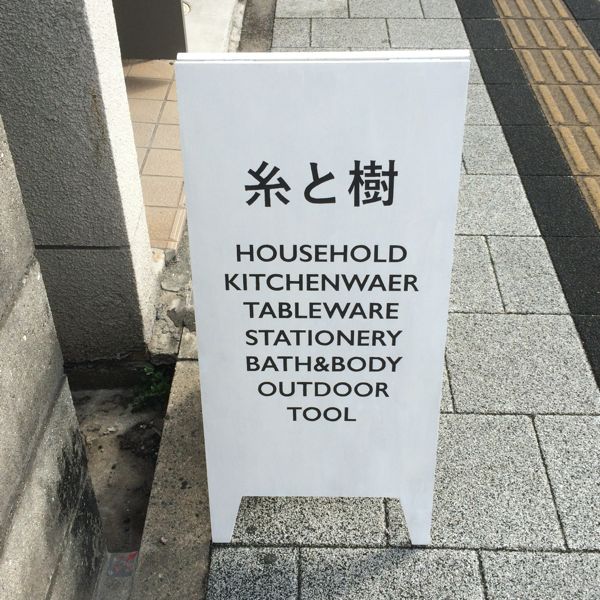 糸と樹
HOUSEHOLD
KITCHENWAER
TABLEWARE
STATIONERY
BATH&BODY
OUTDOOR
TOOL